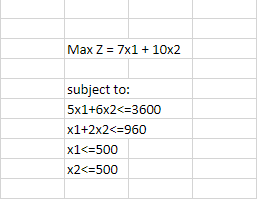 Max Z = 7x1 + 10x2
subject to:
5x1+6x2<=3600
x1+2x2<=960
x1<=500
x2<=500